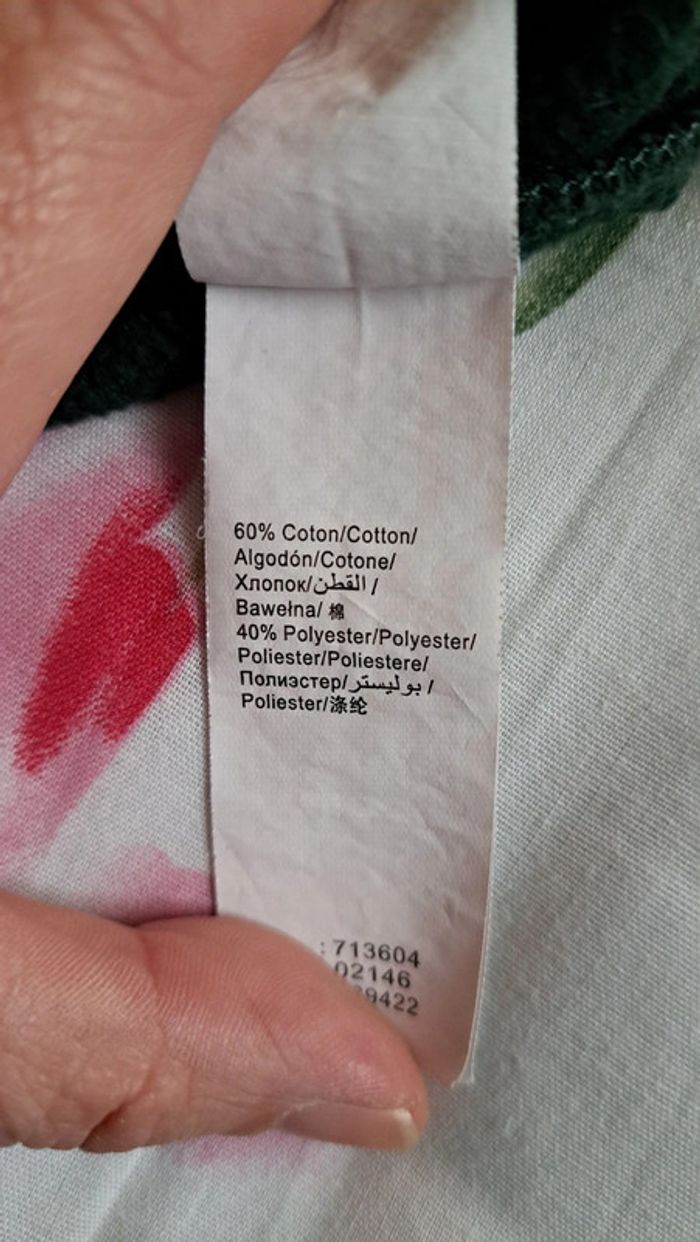 60% Coton/Cotton/
Algodón/Cotone/
Хлопок/القطن /
Bawełna/ 棉
40% Polyester/Polyester/
Poliester/Poliestere/
Полиэстер/بوليستر /
Poliester/涤纶
: 713604
02146
9422